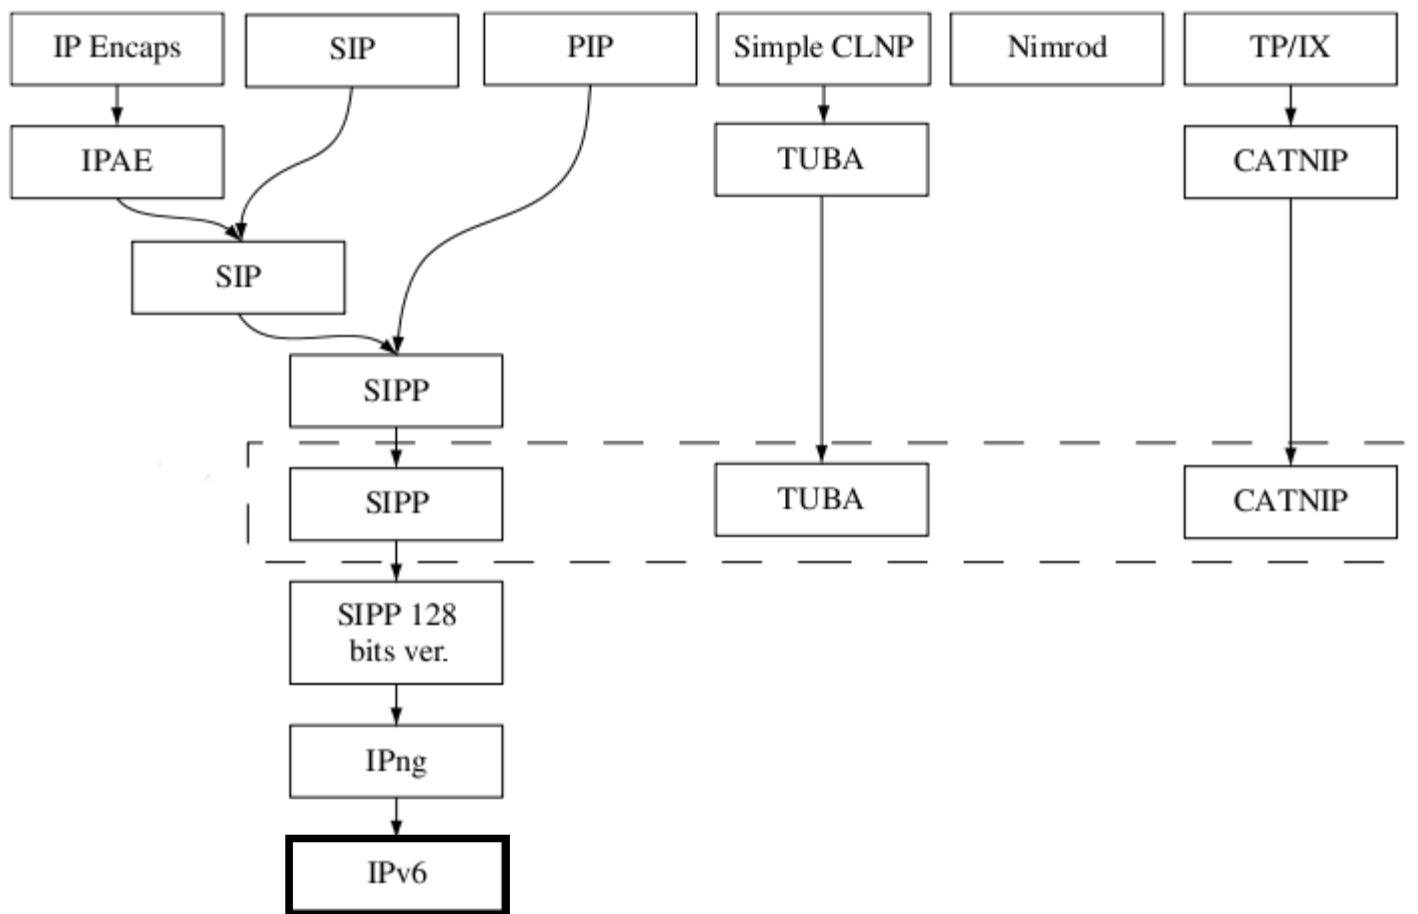 IP Encaps
SIP
PIP
Simple CLNP
Nimrod
TP/IX
IPAE
TUBA
CATNIP
SIP
SIPP
SIPP
TUBA
CATNIP
SIPP 128
bits ver.
IPng
IPv6